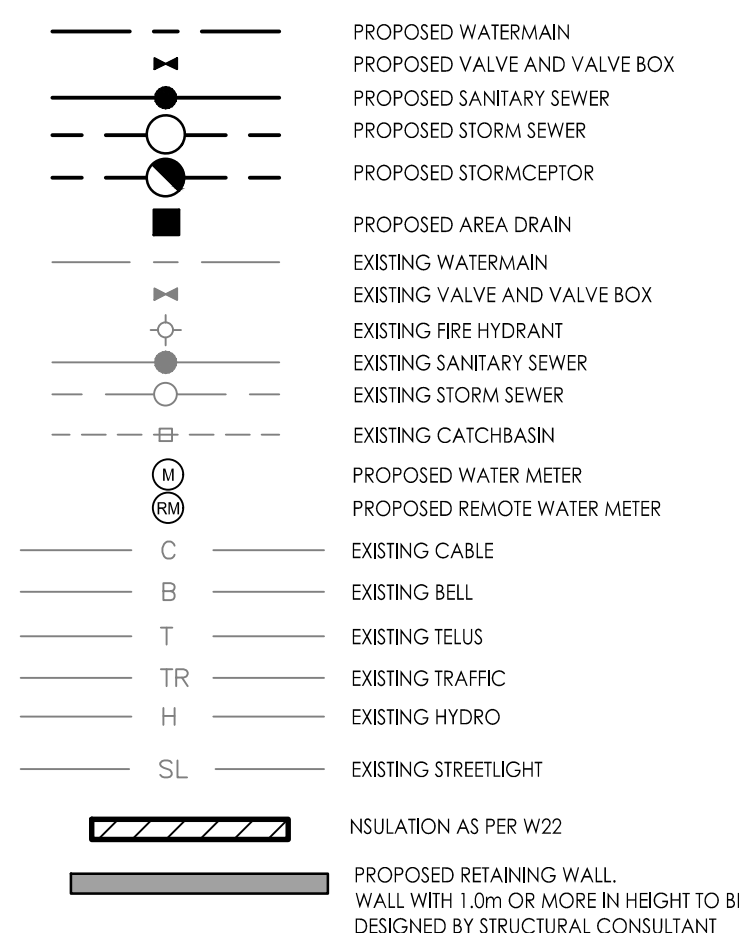 PROPOSED WATERMAIN
PROPOSED VALVE AND VALVE BOX
PROPOSED SANITARY SEWER
PROPOSED STORM SEWER
PROPOSED STORMCEPTOR
PROPOSED AREA DRAIN
EXISTING WATERMAIN
EXISTING VALVE AND VALVE BOX
EXISTING FIRE HYDRANT
EXISTING SANITARY SEWER
EXISTING STORM SEWER
EXISTING CATCHBASIN
M PROPOSED WATER METER
RM PROPOSED REMOTE WATER METER
C EXISTING CABLE
B EXISTING BELL
T EXISTING TELUS
TR EXISTING TRAFFIC
H EXISTING HYDRO
SL EXISTING STREETLIGHT
NSULATION AS PER W22
PROPOSED RETAINING WALL.
WALL WITH 1.0m OR MORE IN HEIGHT TO BE
DESIGNED BY STRUCTURAL CONSULTANT